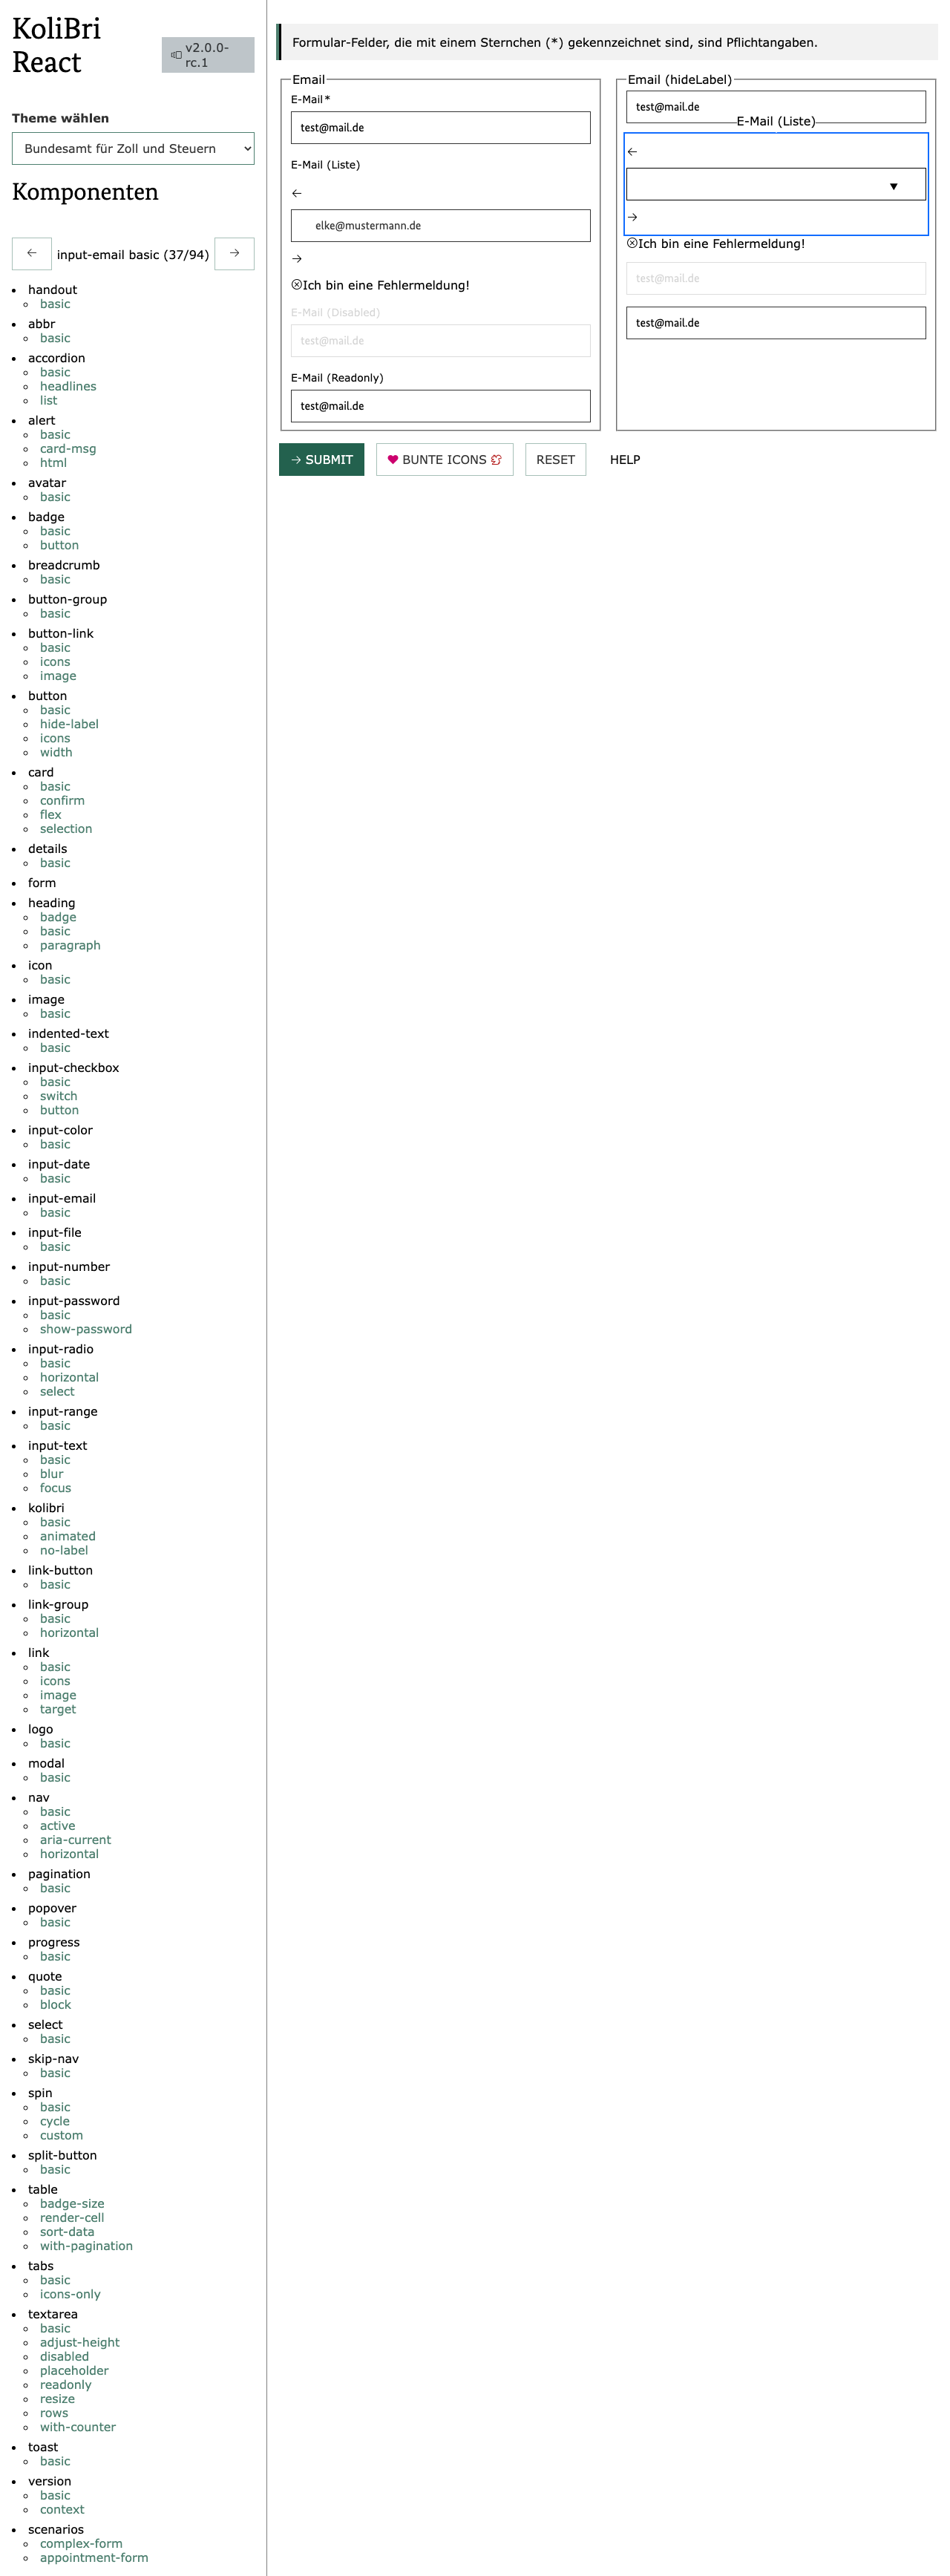 KoliBri
React
v2.0.0-
rc.1
Theme wählen
Bundesamt für Zoll und Steuern
Komponenten
← input-email basic (37/94) →
handout
basic
abbr
basic
accordion
basic
headlines
list
alert
basic
card-msg
html
avatar
basic
badge
basic
button
breadcrumb
basic
button-group
basic
button-link
basic
icons
image
button
basic
hide-label
icons
width
card
basic
confirm
flex
selection
details
basic
form
heading
badge
basic
paragraph
icon
basic
image
basic
indented-text
basic
input-checkbox
basic
switch
button
input-color
basic
input-date
basic
input-email
basic
input-file
basic
input-number
basic
input-password
basic
show-password
input-radio
basic
horizontal
select
input-range
basic
input-text
basic
blur
focus
kolibri
basic
animated
no-label
link-button
basic
link-group
basic
horizontal
link
basic
icons
image
target
logo
basic
modal
basic
nav
basic
active
aria-current
horizontal
pagination
basic
popover
basic
progress
basic
quote
basic
block
select
basic
skip-nav
basic
spin
basic
cycle
custom
split-button
basic
table
badge-size
render-cell
sort-data
with-pagination
tabs
basic
icons-only
textarea
basic
adjust-height
disabled
placeholder
readonly
resize
rows
with-counter
toast
basic
version
basic
context
scenarios
complex-form
appointment-form
Formular-Felder, die mit einem Sternchen (*) gekennzeichnet sind, sind Pflichtangaben.
Email
E-Mail*
test@mail.de
E-Mail (Liste)
←
elke@mustermann.de
→
Ich bin eine Fehlermeldung!
E-Mail (Disabled)
test@mail.de
E-Mail (Readonly)
test@mail.de
Email (hideLabel)
test@mail.de
E-Mail (Liste)
←
→
Ich bin eine Fehlermeldung!
test@mail.de
test@mail.de
→ SUBMIT
BUNTE ICONS
RESET
HELP